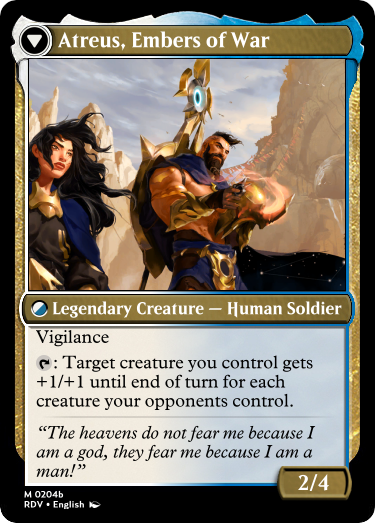 Atreus, Embers of War
Legendary Creature — Human Soldier
Vigilance
: Target creature you control gets
+1/+1 until end of turn for each
creature your opponents control.
“The heavens do not fear me because I
am a god, they fear me because I am a
man!”
2/4
M 0204b
RDV • English